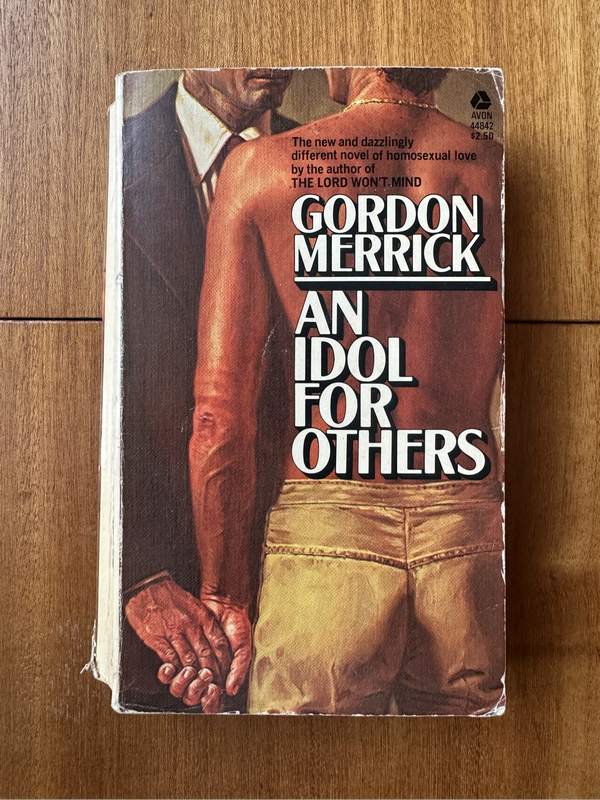 AVON
44842
$2.50
The new and dazzlingly
different novel of homosexual love
by the author of
THE LORD WON'T MIND
GORDON
MERRICK
AN
IDOL
FOR
OTHERS